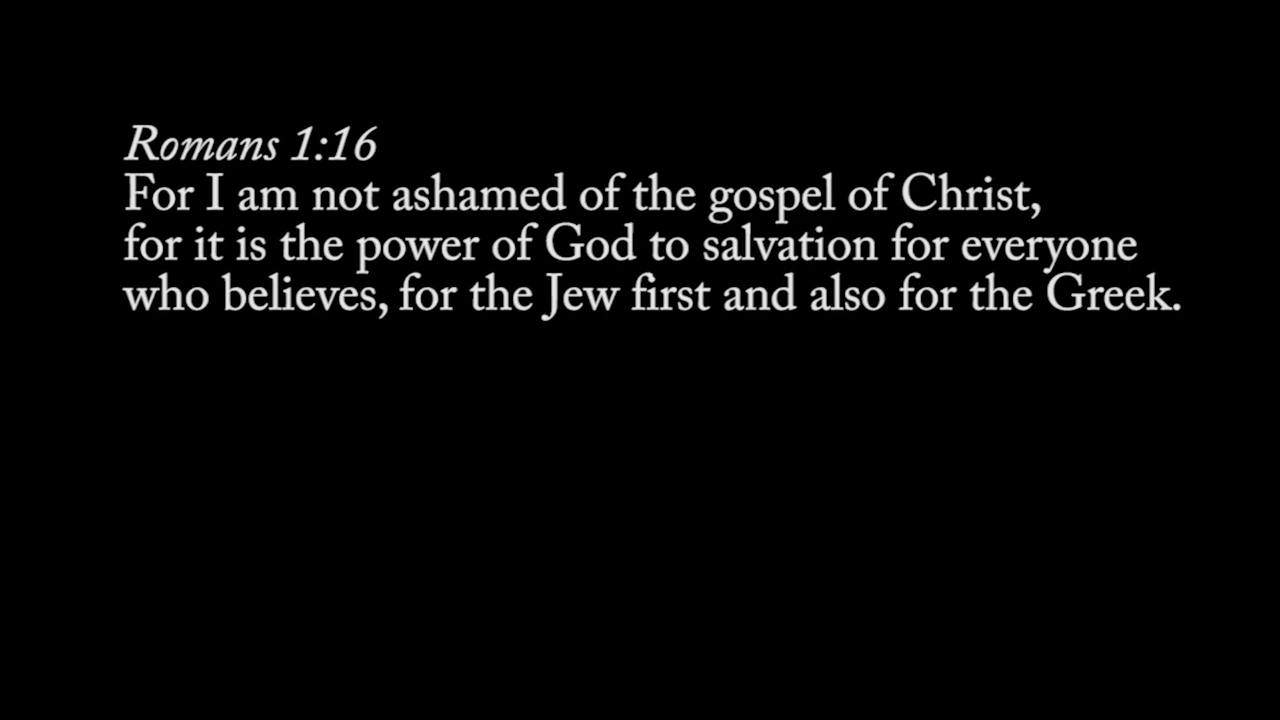 Romans 1:16
For I am not ashamed of the gospel of Christ,
for it is the power of God to salvation for everyone
who believes, for the Jew first and also for the Greek.